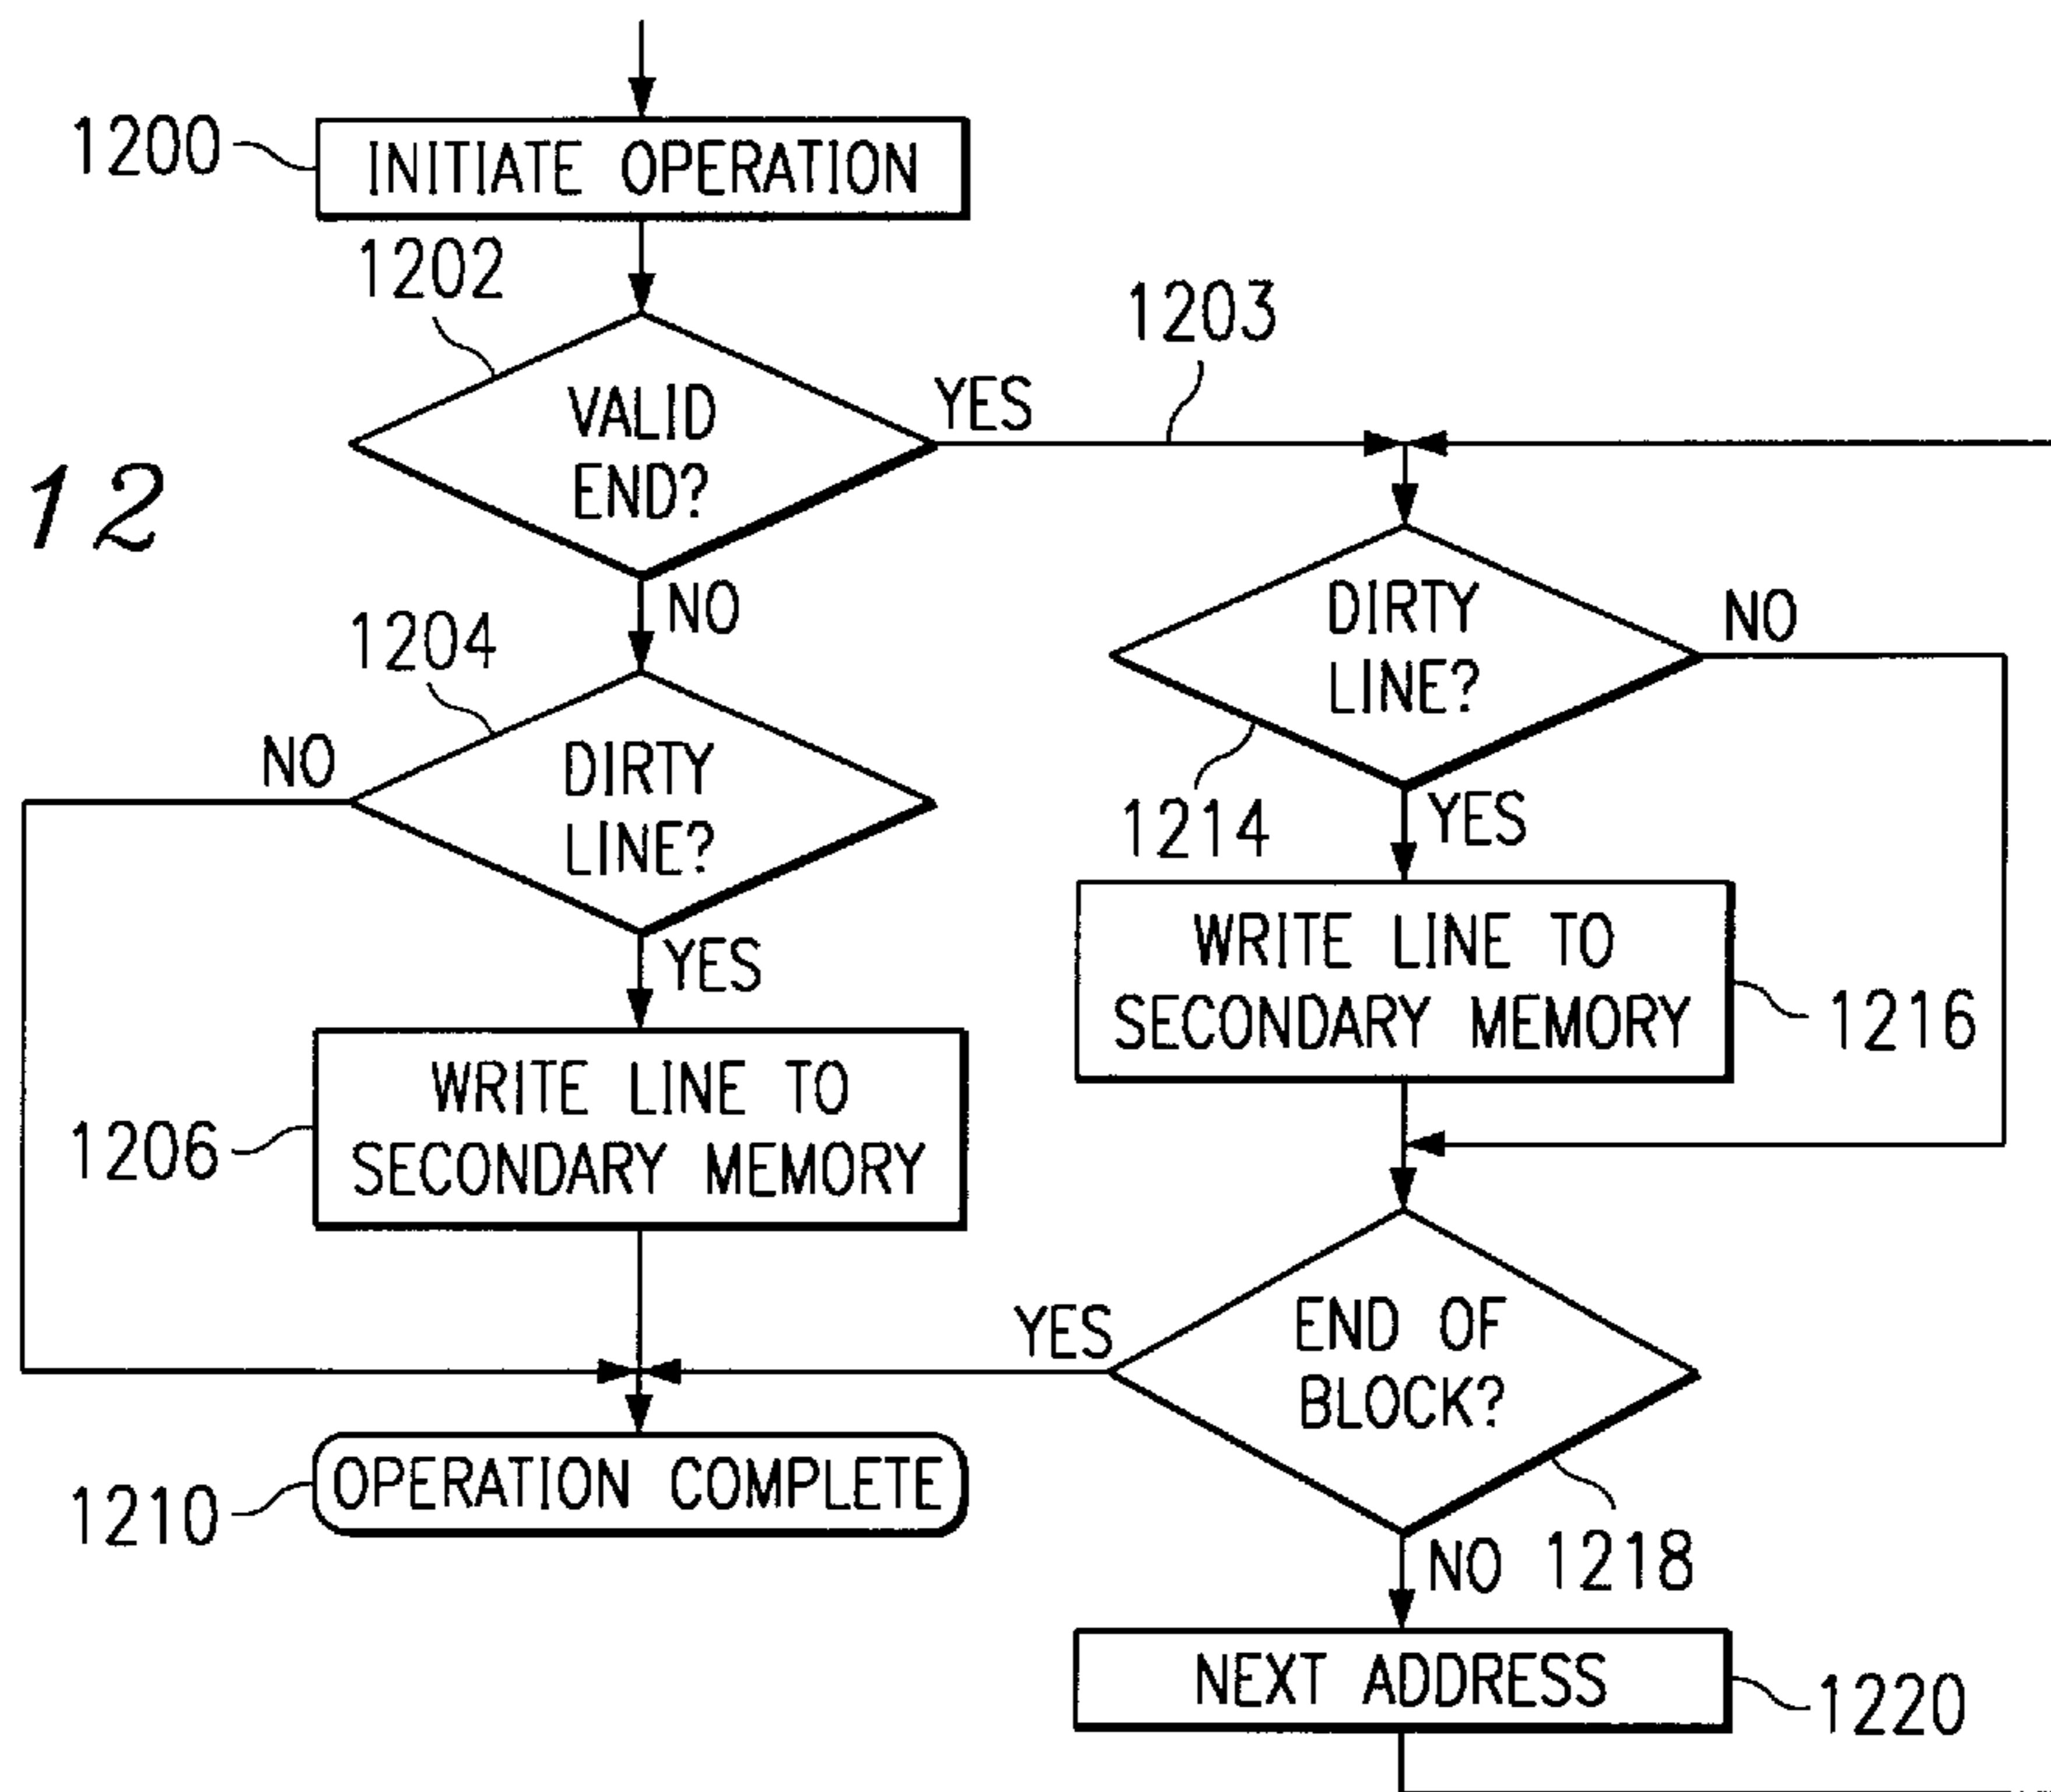 1200
INITIATE OPERATION
1202
1203
VALID
END?
YES
12
NO
1204
DIRTY
LINE?
NO
DIRTY
LINE?
NO
1214
YES
YES
WRITE LINE TO
SECONDARY MEMORY
1216
WRITE LINE TO
SECONDARY MEMORY
1206
YES
END OF
BLOCK?
OPERATION COMPLETE
1210
NO
1218
NEXT ADDRESS
1220